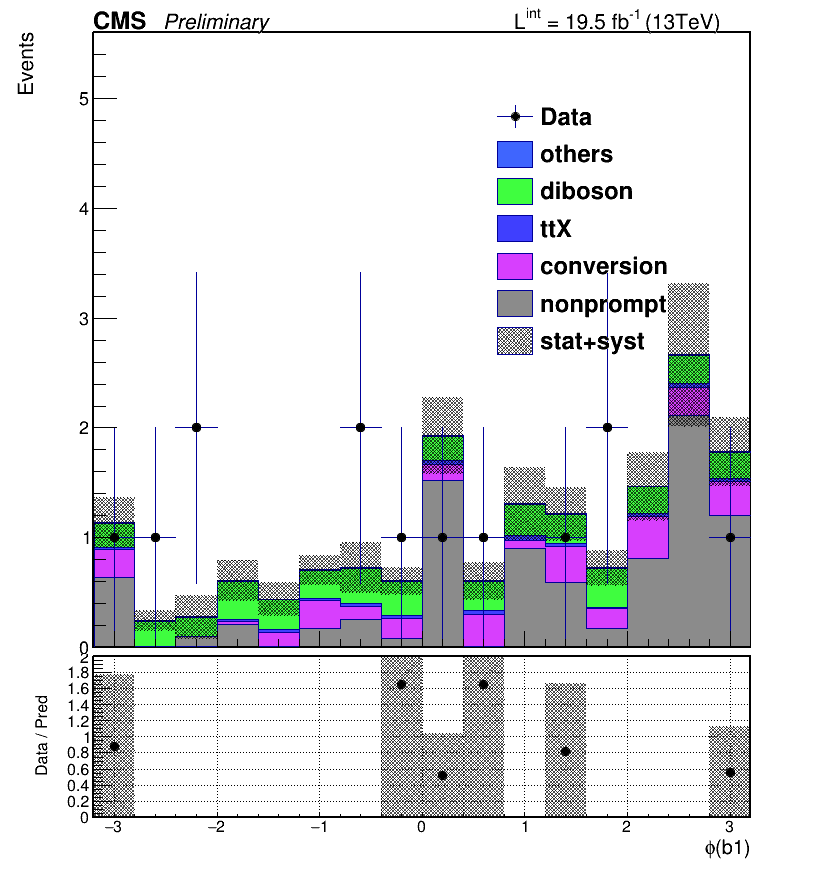 CMS Preliminary L^int = 19.5 fb^-1 (13TeV)
Events
5
4
3
2
1
0
Data
others
diboson
ttX
conversion
nonprompt
stat+syst
Data / Pred
2
1.8
1.6
1.4
1.2
1
0.8
0.6
0.4
0.2
0
−3 −2 −1 0 1 2 3
ϕ(b1)